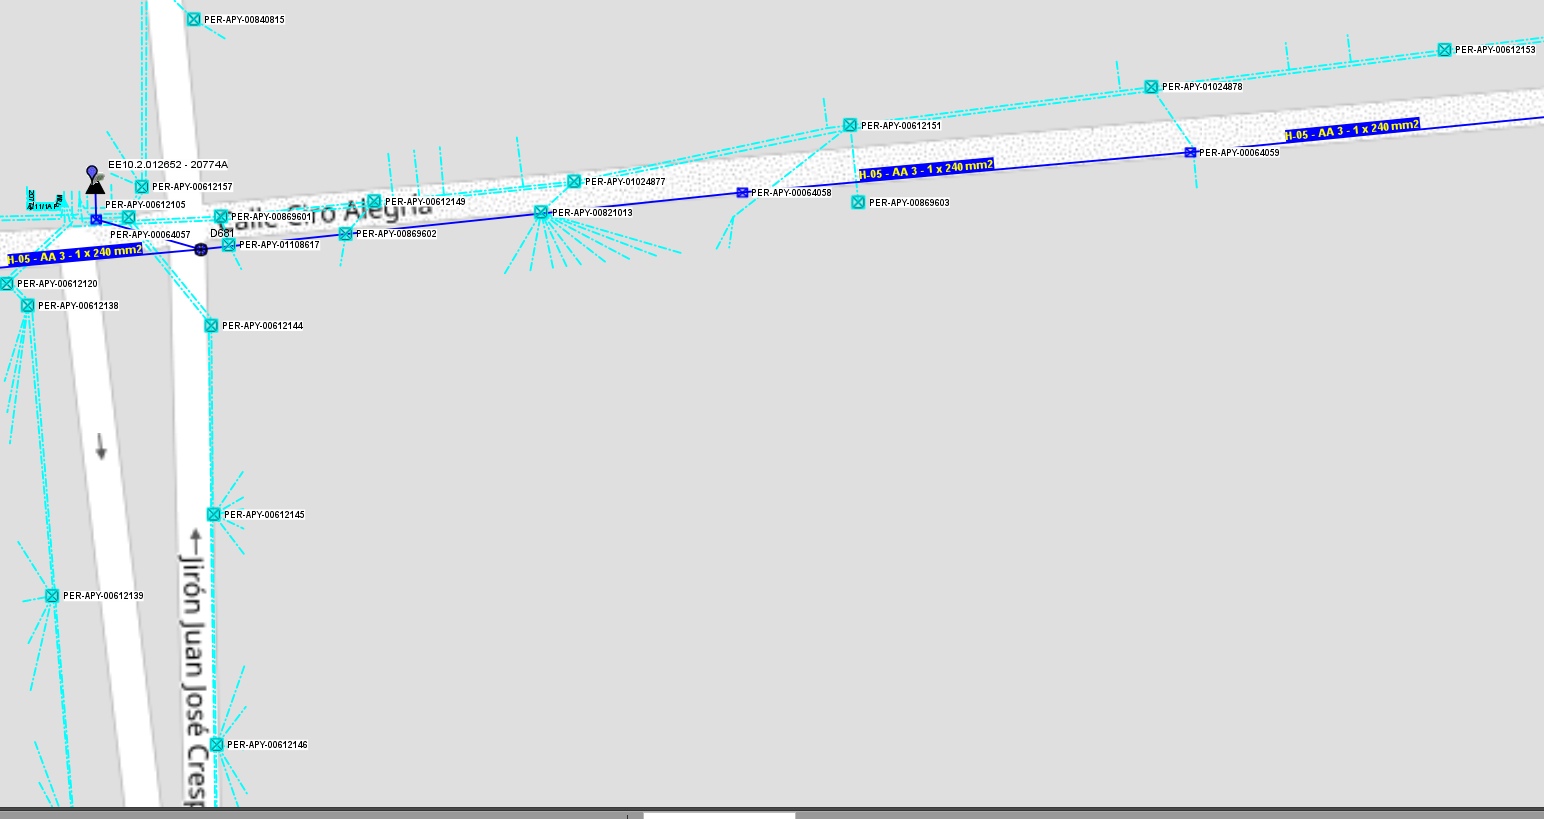 PER-APY-00840815
PER-APY-00612153
PER-APY-01024878
H-05 - AA 3 - 1 x 240 mm2
PER-APY-00612151
PER-APY-00064059
EE10.2.012652 - 20774A
H-05 - AA 3 - 1 x 240 mm2
PER-APY-01024877
PER-APY-00612157
PER-APY-00064058
PER-APY-00612149
PER-APY-00869603
PER-APY-00612105
Calle Ciro Alegría
PER-APY-00869601
PER-APY-00821013
PER-APY-00064057
D681
PER-APY-00869602
PER-APY-01108617
H-05 - AA 3 - 1 x 240 mm2
PER-APY-00612120
PER-APY-00612138
PER-APY-00612144
PER-APY-00612145
Jirón Juan José Cresp
PER-APY-00612139
PER-APY-00612146